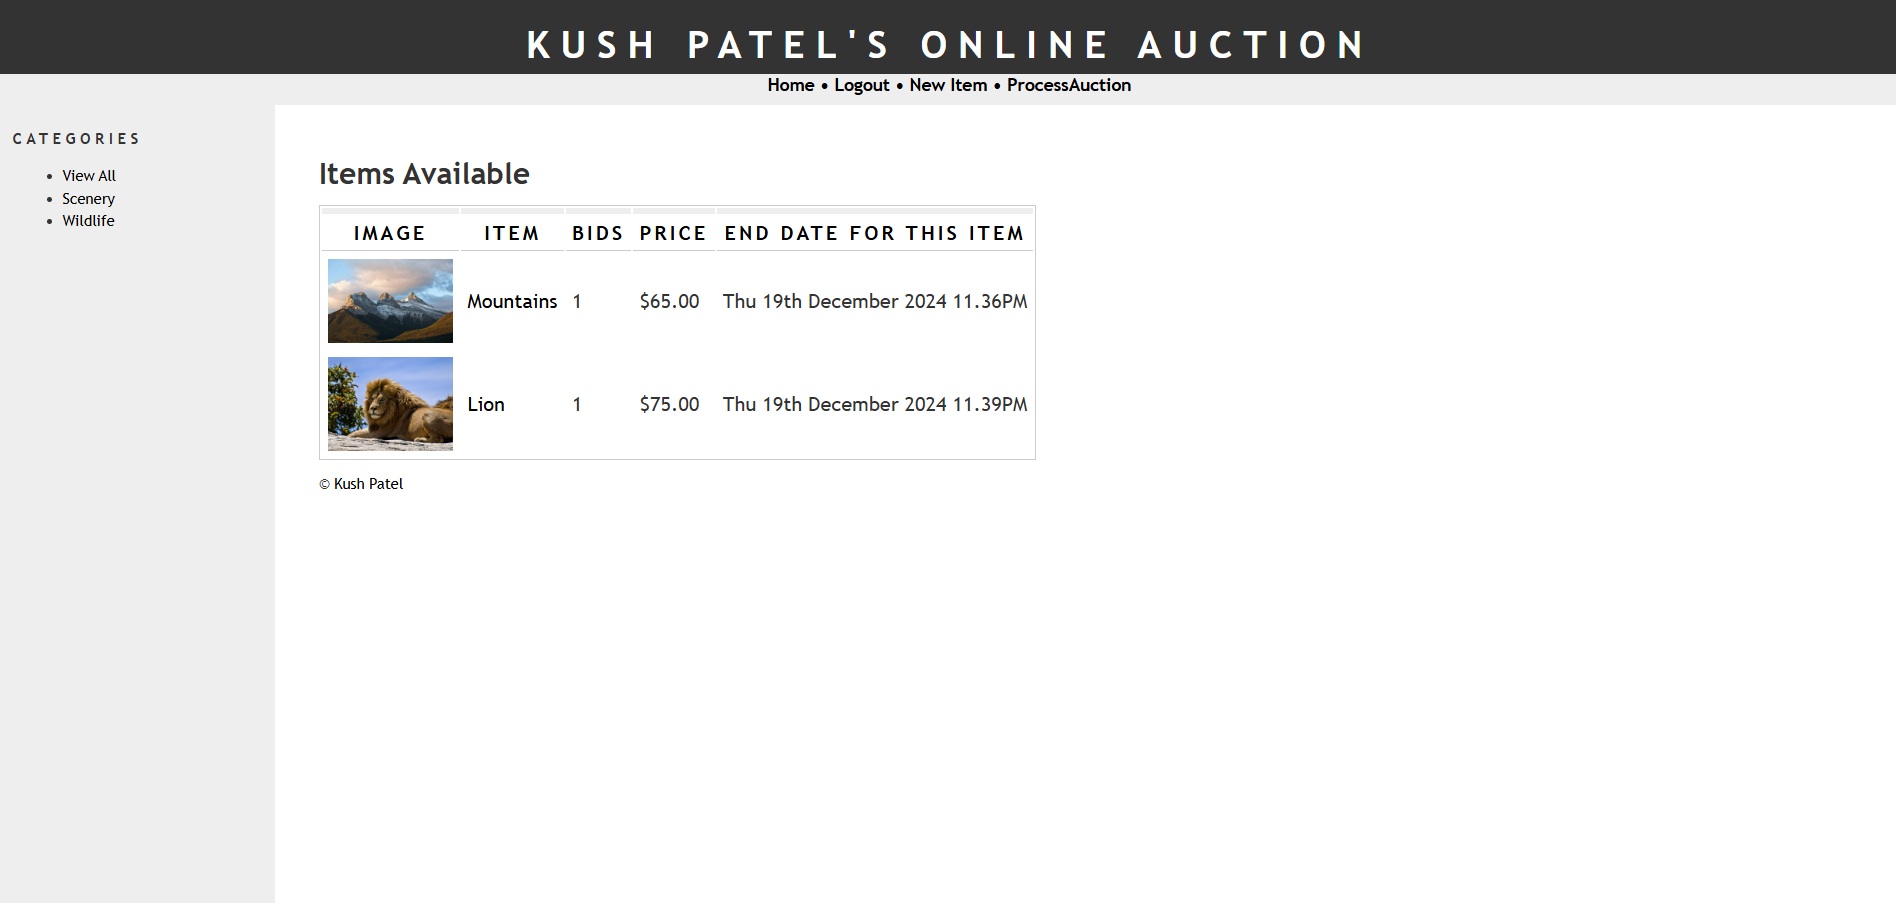 KUSH PATEL'S ONLINE AUCTION
Home • Logout • New Item • ProcessAuction
CATEGORIES
• View All
• Scenery
• Wildlife
Items Available
IMAGE ITEM BIDS PRICE END DATE FOR THIS ITEM
Mountains 1 $65.00 Thu 19th December 2024 11.36PM
Lion 1 $75.00 Thu 19th December 2024 11.39PM
© Kush Patel